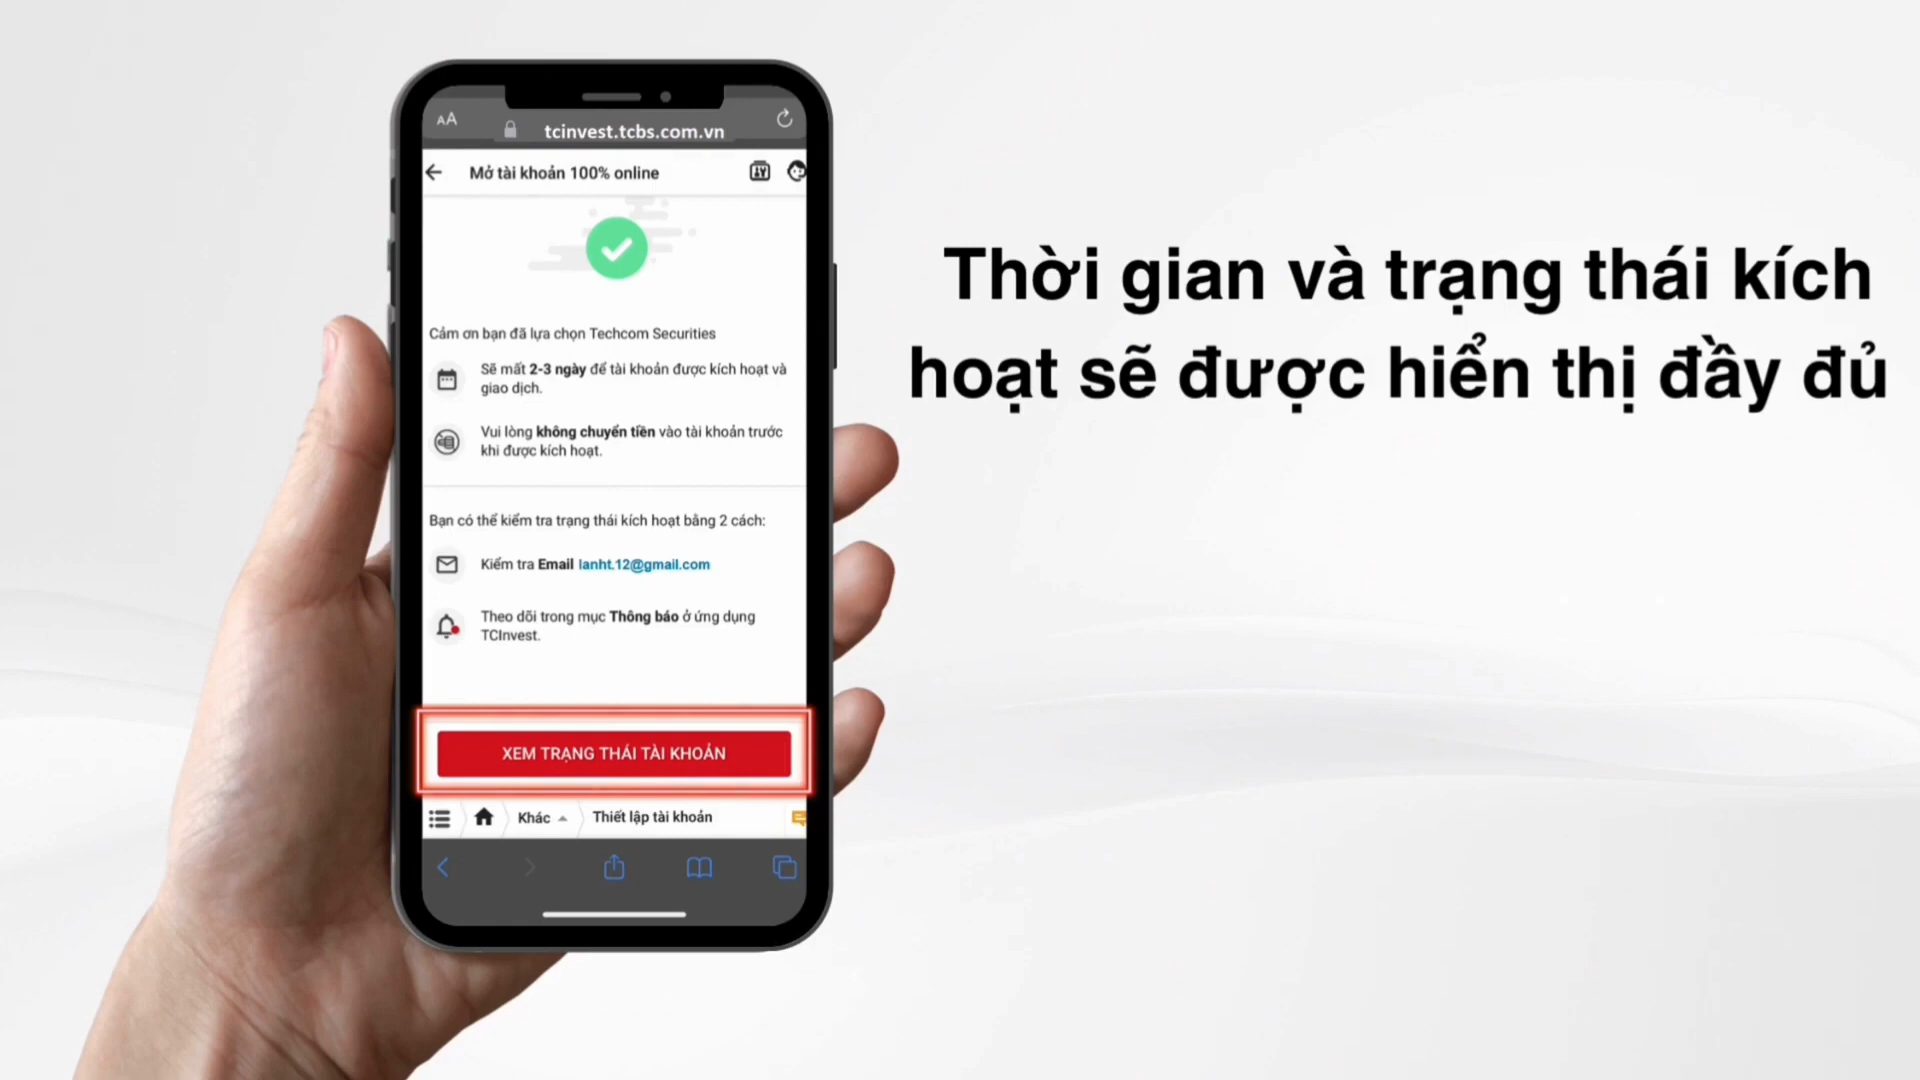 AA
tcinvest.tcbs.com.vn
Mở tài khoản 100% online
Cảm ơn bạn đã lựa chọn Techcom Securities
Sẽ mất 2-3 ngày để tài khoản được kích hoạt và
giao dịch.
Vui lòng không chuyển tiền vào tài khoản trước
khi được kích hoạt.
Bạn có thể kiểm tra trạng thái kích hoạt bằng 2 cách:
Kiểm tra Email lanht.12@gmail.com
Theo dõi trong mục Thông báo ở ứng dụng
TCInvest.
XEM TRẠNG THÁI TÀI KHOẢN
Khác
Thiết lập tài khoản
Thời gian và trạng thái kích
hoạt sẽ được hiển thị đầy đủ